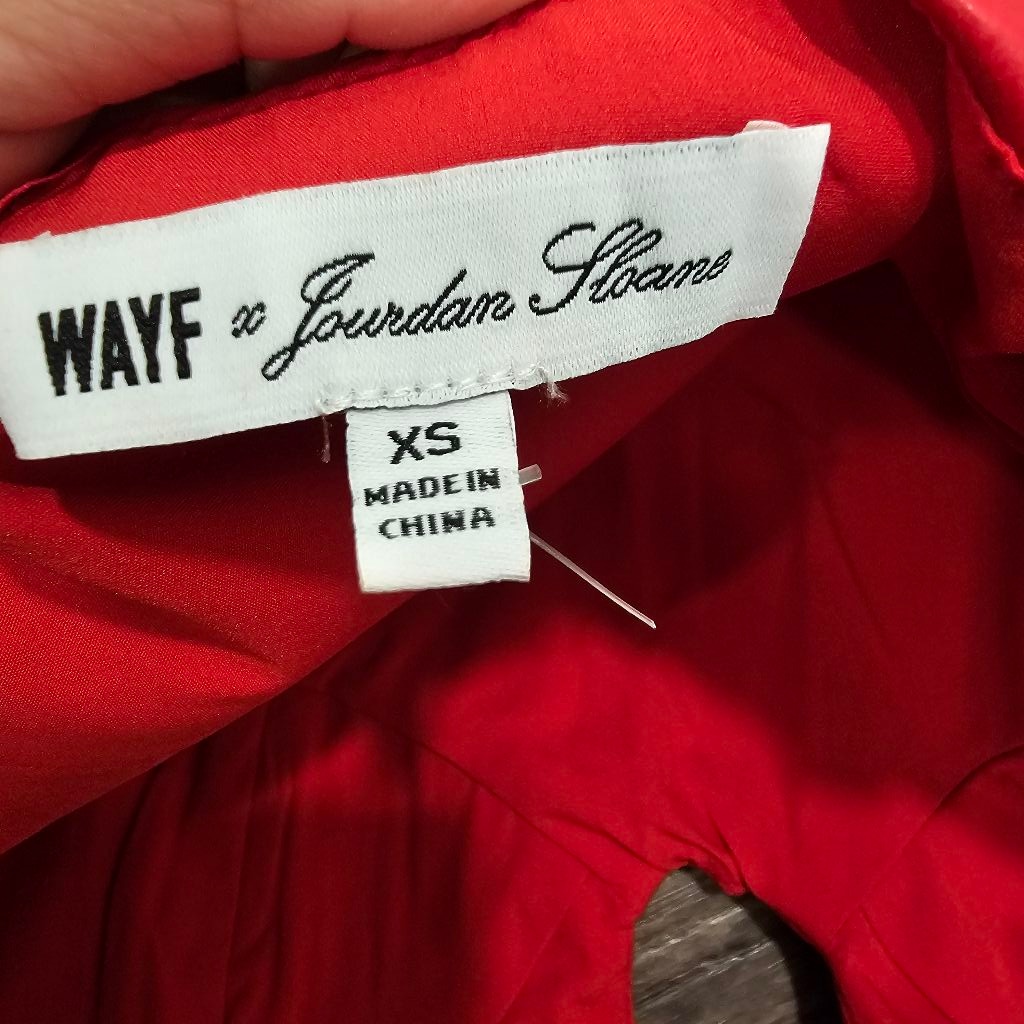 WAYF x Jourdan Sloane
XS
MADE IN
CHINA